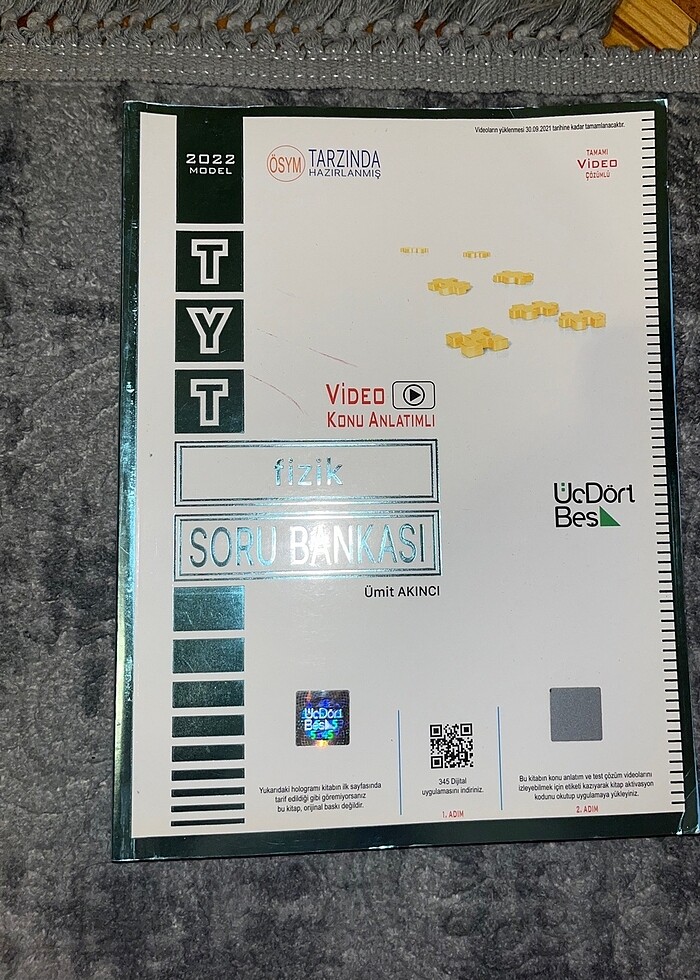 Videoların yüklenmesi 30.09.2021 tarihine kadar tamamlanacaktır.
2022
MODEL
ÖSYM TARZINDA
HAZIRLANMIŞ
TAMAMI
VİDEO
ÇÖZÜMLÜ
T
Y
T
VİDEO
KONU ANLATIMLI
fizik
SORU BANKASI
Ümit AKINCI
ÜçDört
Beş
ÜçDört
Beş
Yukarıdaki hologramı kitabın ilk sayfasında
tarif edildiği gibi göremiyorsanız
bu kitap, orijinal baskı değildir.
345 Dijital
uygulamasını indiriniz.
1. ADIM
Bu kitabın konu anlatım ve test çözüm videolarını
izleyebilmek için etiketi kazıyarak kitap aktivasyon
kodunu okutup uygulamaya yükleyiniz.
2. ADIM